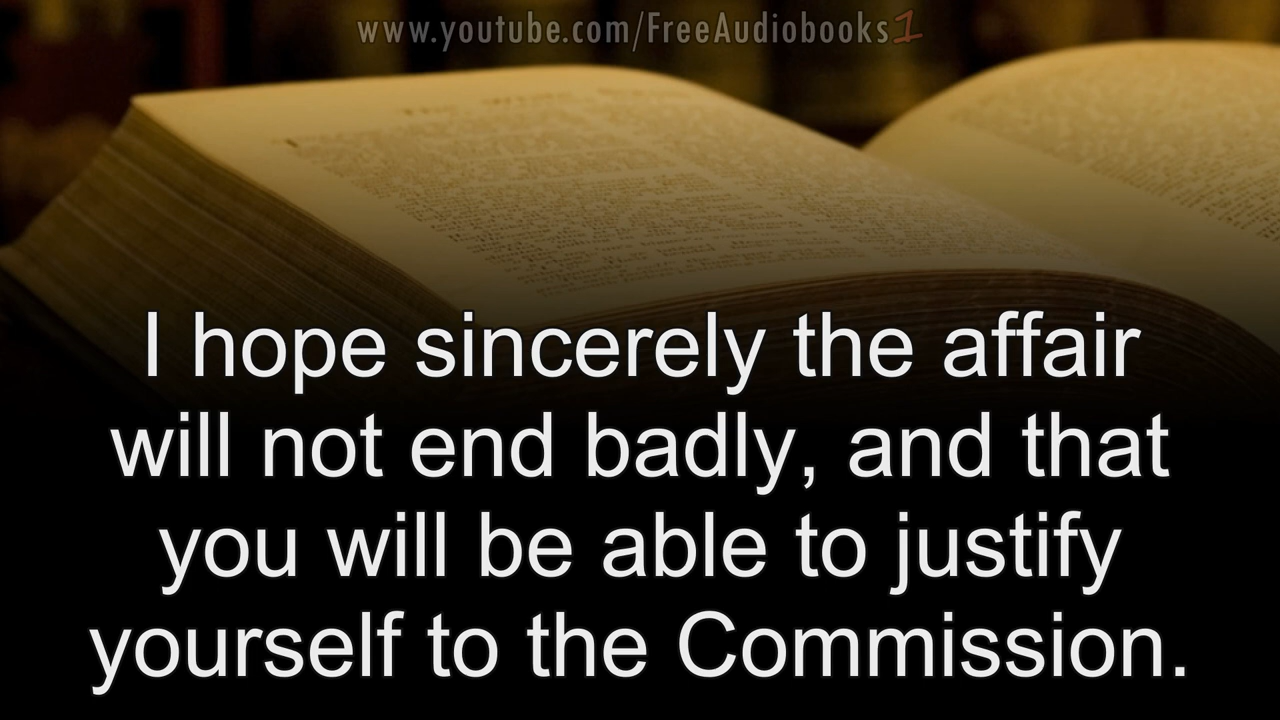 www.youtube.com/FreeAudiobooks1
I hope sincerely the affair
will not end badly, and that
you will be able to justify
yourself to the Commission.